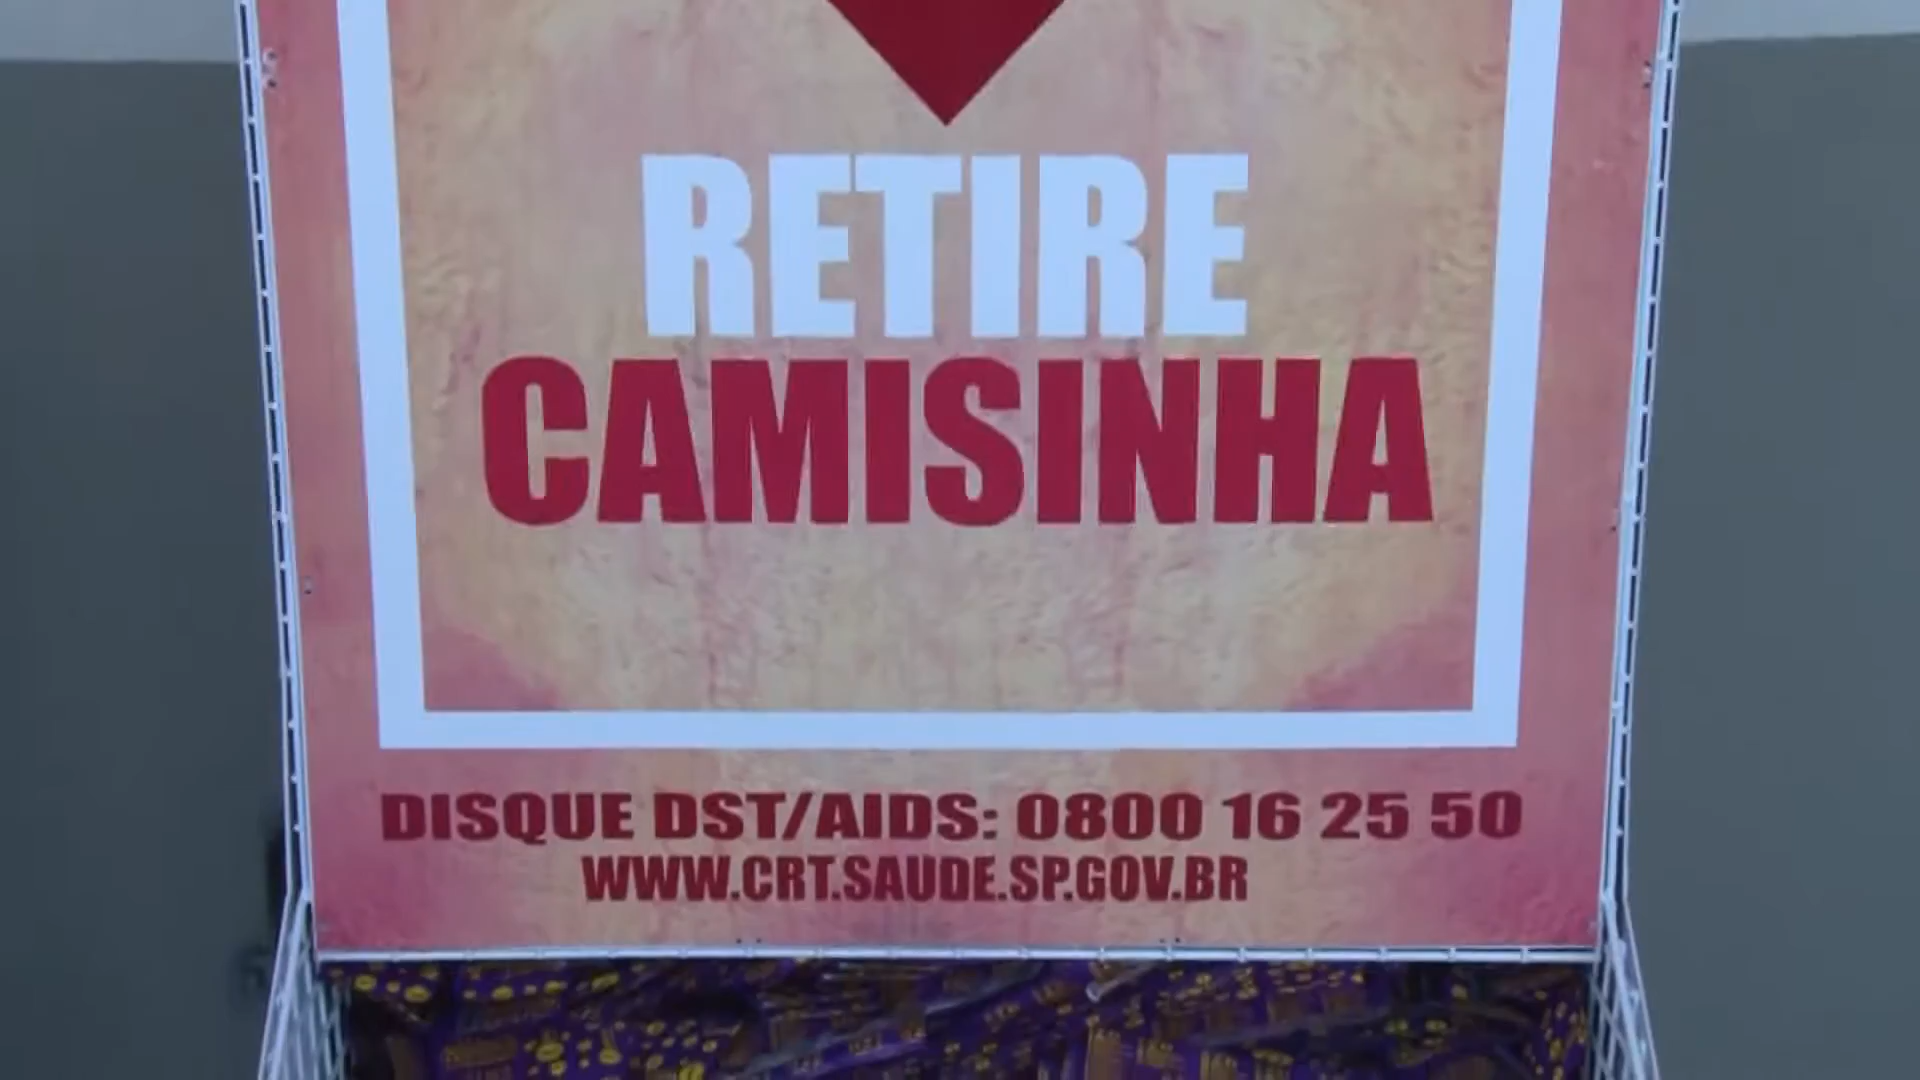 RETIRE
CAMISINHA
DISQUE DST/AIDS: 0800 16 25 50
WWW.CRT.SAUDE.SP.GOV.BR